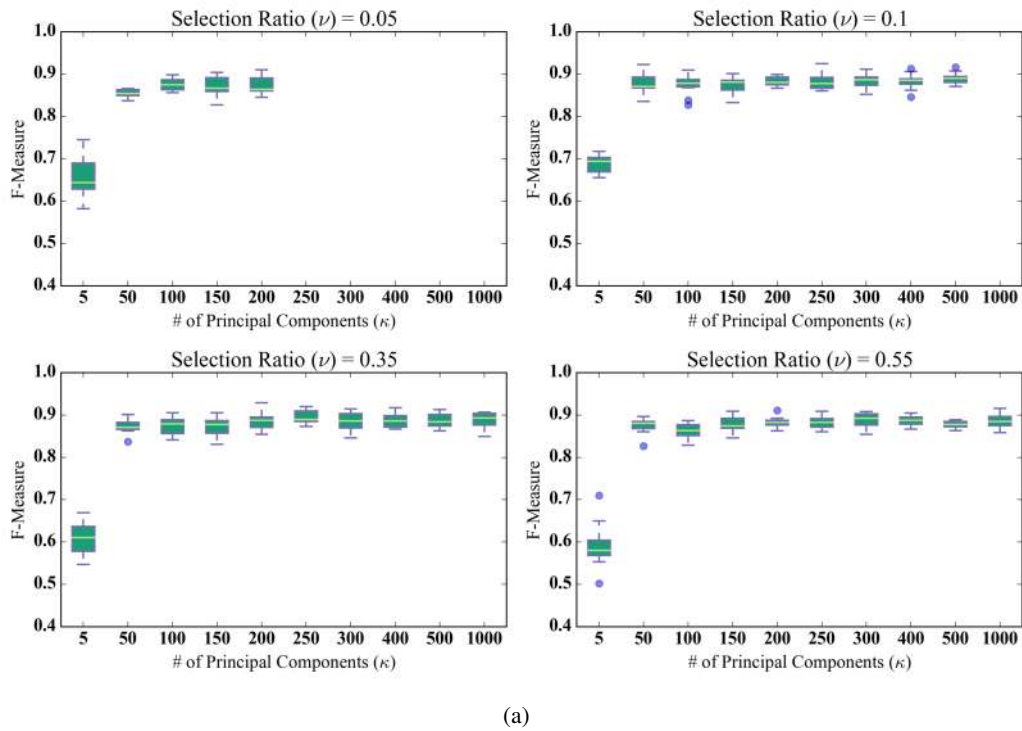 Selection Ratio (ν) = 0.05
1.0
0.9
0.8
0.7
0.6
0.5
0.4
F-Measure
5 50 100 150 200 250 300 400 500 1000
# of Principal Components (κ)
Selection Ratio (ν) = 0.1
1.0
0.9
0.8
0.7
0.6
0.5
0.4
F-Measure
5 50 100 150 200 250 300 400 500 1000
# of Principal Components (κ)
Selection Ratio (ν) = 0.35
1.0
0.9
0.8
0.7
0.6
0.5
0.4
F-Measure
5 50 100 150 200 250 300 400 500 1000
# of Principal Components (κ)
Selection Ratio (ν) = 0.55
1.0
0.9
0.8
0.7
0.6
0.5
0.4
F-Measure
5 50 100 150 200 250 300 400 500 1000
# of Principal Components (κ)
(a)